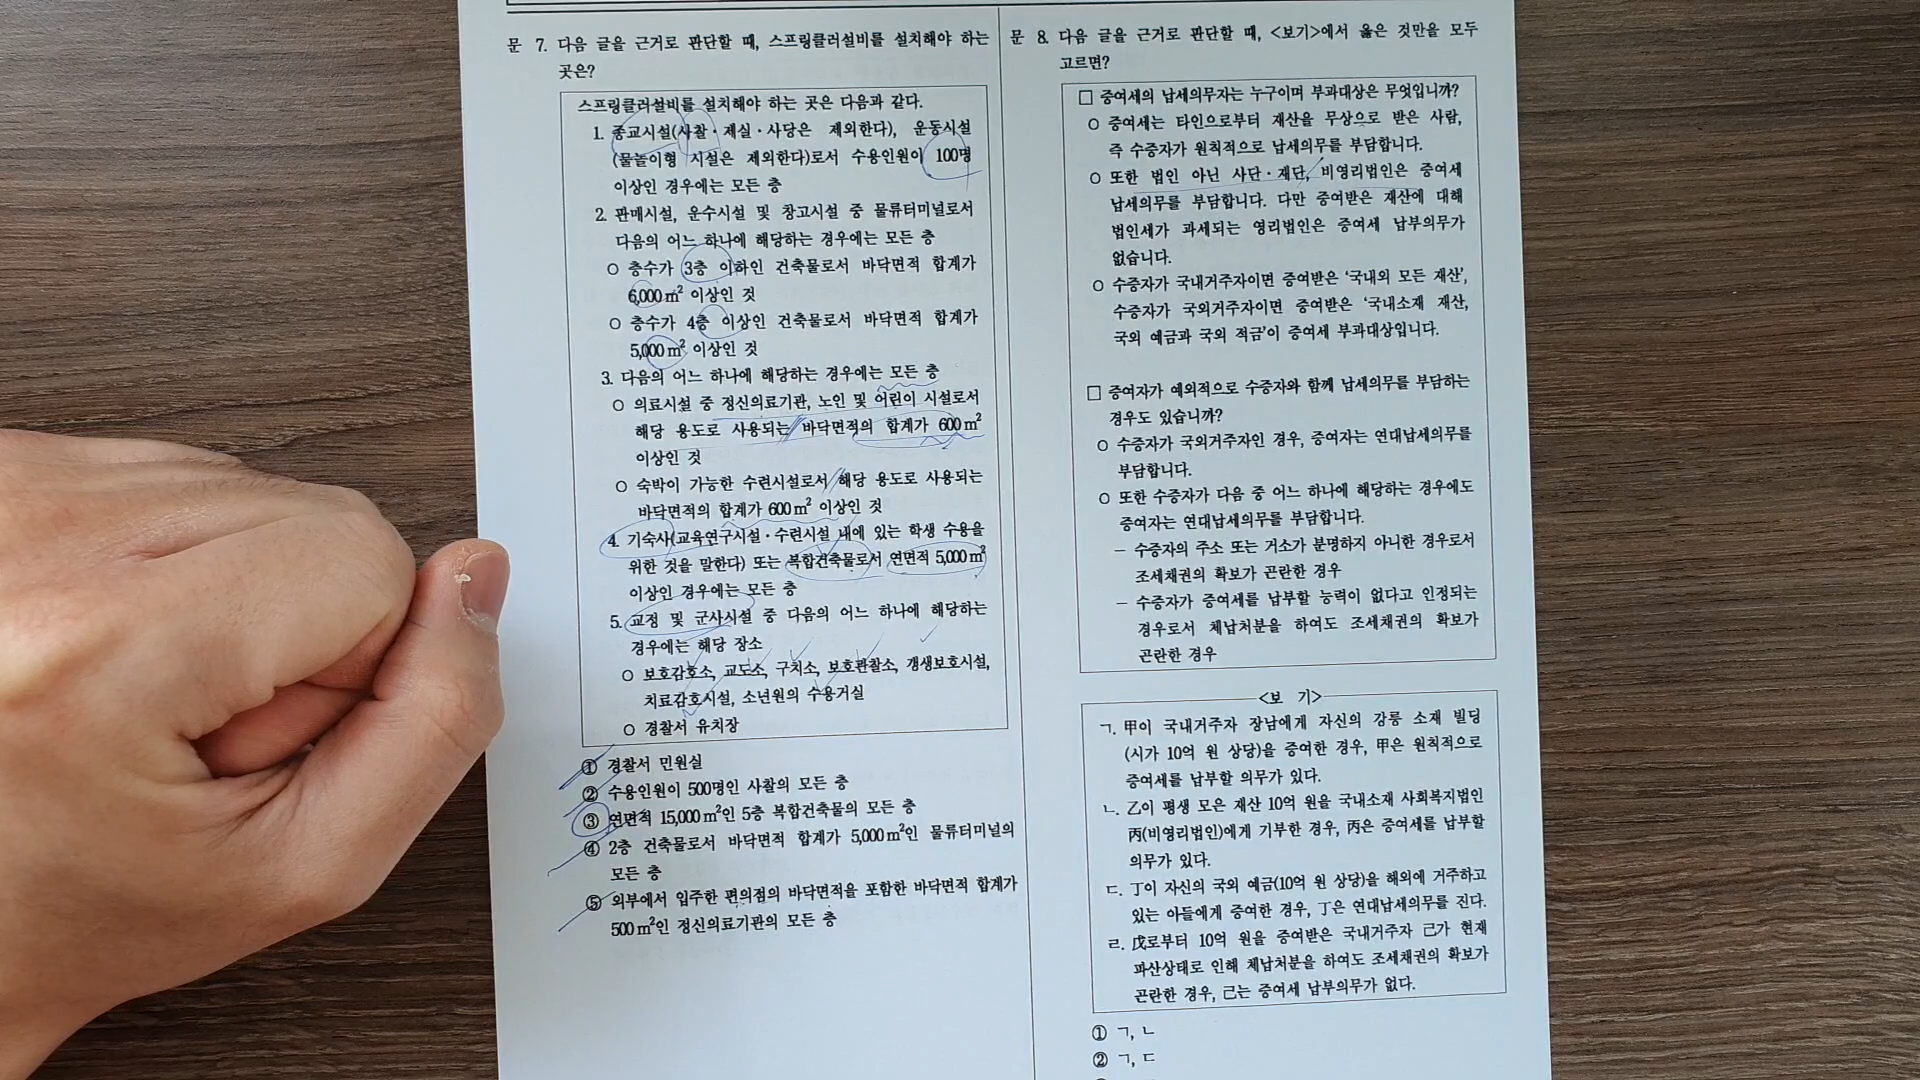 문 7. 다음 글을 근거로 판단할 때, 스프링클러설비를 설치해야 하는
곳은?
스프링클러설비를 설치해야 하는 곳은 다음과 같다.
1. 종교시설(사찰·제실·사당은 제외한다), 운동시설
(물놀이형 시설은 제외한다)로서 수용인원이 100명
이상인 경우에는 모든 층
2. 판매시설, 운수시설 및 창고시설 중 물류터미널로서
다음의 어느 하나에 해당하는 경우에는 모든 층
○ 층수가 3층 이하인 건축물로서 바닥면적 합계가
6,000m² 이상인 것
○ 층수가 4층 이상인 건축물로서 바닥면적 합계가
5,000m² 이상인 것
3. 다음의 어느 하나에 해당하는 경우에는 모든 층
○ 의료시설 중 정신의료기관, 노인 및 어린이 시설로서
해당 용도로 사용되는 바닥면적의 합계가 600m²
이상인 것
○ 숙박이 가능한 수련시설로서 해당 용도로 사용되는
바닥면적의 합계가 600m² 이상인 것
4. 기숙사(교육연구시설·수련시설 내에 있는 학생 수용을
위한 것을 말한다) 또는 복합건축물로서 연면적 5,000m²
이상인 경우에는 모든 층
5. 교정 및 군사시설 중 다음의 어느 하나에 해당하는
경우에는 해당 장소
○ 보호감호소, 교도소, 구치소, 보호관찰소, 갱생보호시설,
치료감호시설, 소년원의 수용거실
○ 경찰서 유치장
① 경찰서 민원실
② 수용인원이 500명인 사찰의 모든 층
③ 연면적 15,000m²인 5층 복합건축물의 모든 층
④ 2층 건축물로서 바닥면적 합계가 5,000m²인 물류터미널의
모든 층
⑤ 외부에서 입주한 편의점의 바닥면적을 포함한 바닥면적 합계가
500m²인 정신의료기관의 모든 층
문 8. 다음 글을 근거로 판단할 때, <보기>에서 옳은 것만을 모두
고르면?
□ 증여세의 납세의무자는 누구이며 부과대상은 무엇입니까?
○ 증여세는 타인으로부터 재산을 무상으로 받은 사람,
즉 수증자가 원칙적으로 납세의무를 부담합니다.
○ 또한 법인 아닌 사단·재단, 비영리법인은 증여세
납세의무를 부담합니다. 다만 증여받은 재산에 대해
법인세가 과세되는 영리법인은 증여세 납부의무가
없습니다.
○ 수증자가 국내거주자이면 증여받은 '국내외 모든 재산',
수증자가 국외거주자이면 증여받은 '국내소재 재산,
국외 예금과 국외 적금'이 증여세 부과대상입니다.
□ 증여자가 예외적으로 수증자와 함께 납세의무를 부담하는
경우도 있습니까?
○ 수증자가 국외거주자인 경우, 증여자는 연대납세의무를
부담합니다.
○ 또한 수증자가 다음 중 어느 하나에 해당하는 경우에도
증여자는 연대납세의무를 부담합니다.
– 수증자의 주소 또는 거소가 분명하지 아니한 경우로서
조세채권의 확보가 곤란한 경우
– 수증자가 증여세를 납부할 능력이 없다고 인정되는
경우로서 체납처분을 하여도 조세채권의 확보가
곤란한 경우
<보 기>
ㄱ. 甲이 국내거주자 장남에게 자신의 강릉 소재 빌딩
(시가 10억 원 상당)을 증여한 경우, 甲은 원칙적으로
증여세를 납부할 의무가 있다.
ㄴ. 乙이 평생 모은 재산 10억 원을 국내소재 사회복지법인
丙(비영리법인)에게 기부한 경우, 丙은 증여세를 납부할
의무가 있다.
ㄷ. 丁이 자신의 국외 예금(10억 원 상당)을 해외에 거주하고
있는 아들에게 증여한 경우, 丁은 연대납세의무를 진다.
ㄹ. 戊로부터 10억 원을 증여받은 국내거주자 己가 현재
파산상태로 인해 체납처분을 하여도 조세채권의 확보가
곤란한 경우, 己는 증여세 납부의무가 없다.
① ㄱ, ㄴ
② ㄱ, ㄷ